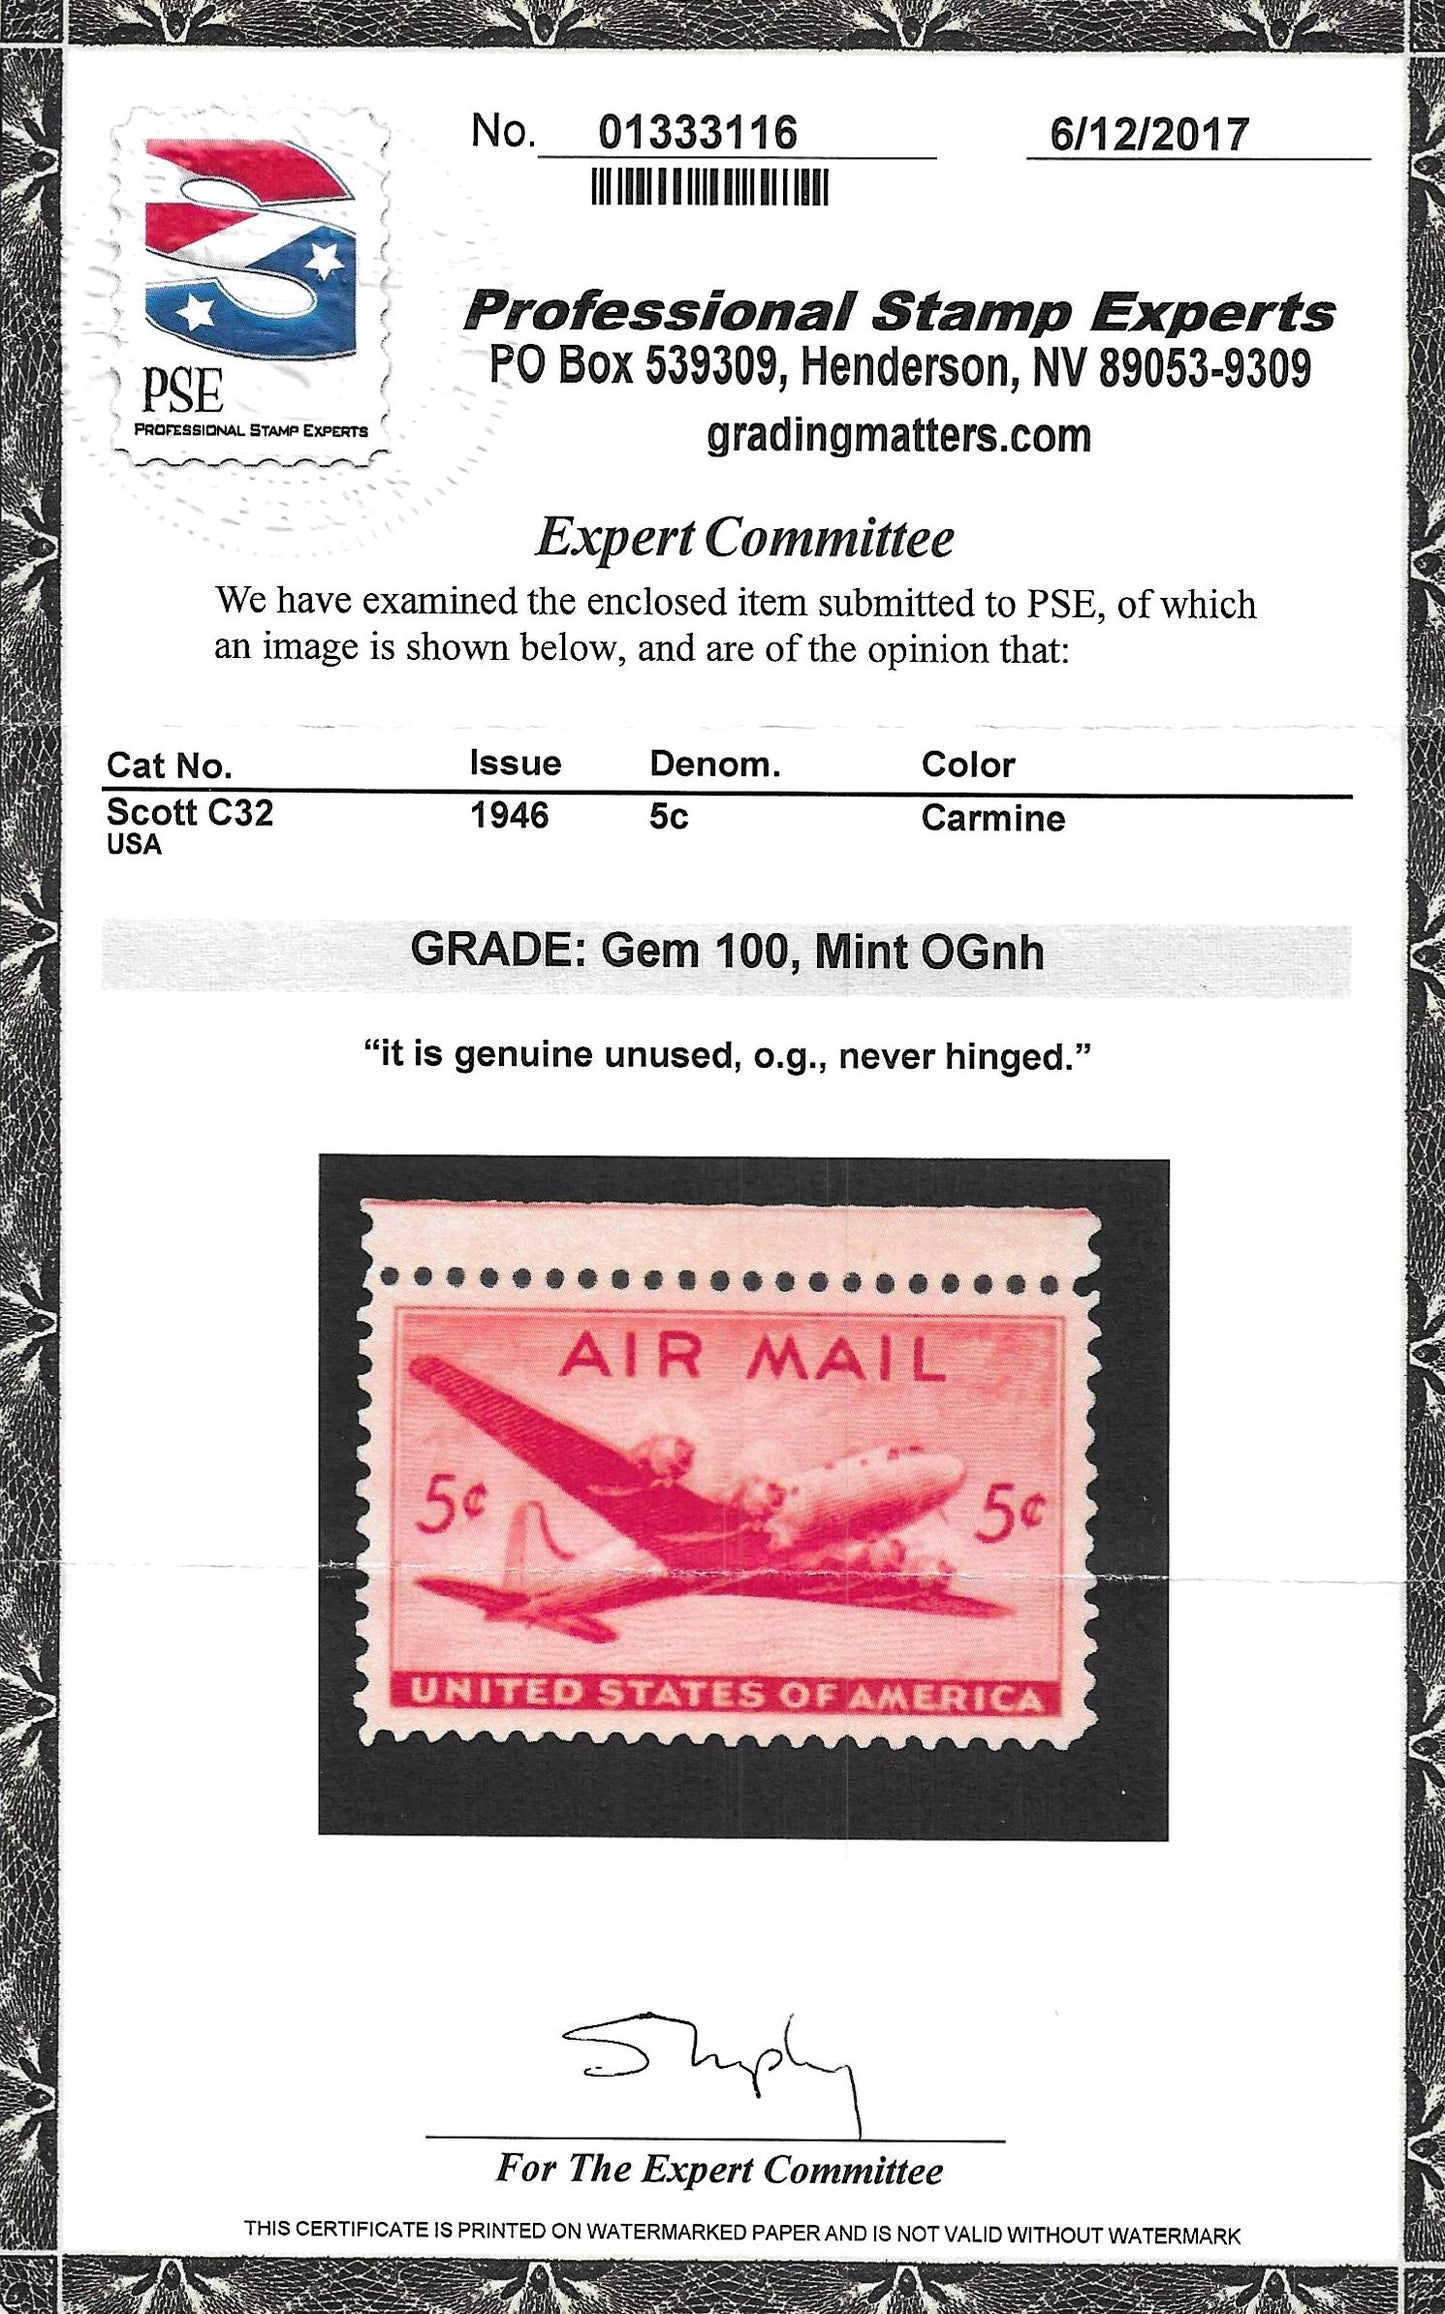 No. 01333116 6/12/2017
PSE
PROFESSIONAL STAMP EXPERTS
Professional Stamp Experts
PO Box 539309, Henderson, NV 89053-9309
gradingmatters.com
Expert Committee
We have examined the enclosed item submitted to PSE, of which
an image is shown below, and are of the opinion that:
Cat No. Issue Denom. Color
Scott C32 1946 5c Carmine
USA
GRADE: Gem 100, Mint OGnh
“it is genuine unused, o.g., never hinged.”
AIR MAIL
5¢ 5¢
UNITED STATES OF AMERICA
For The Expert Committee
THIS CERTIFICATE IS PRINTED ON WATERMARKED PAPER AND IS NOT VALID WITHOUT WATERMARK